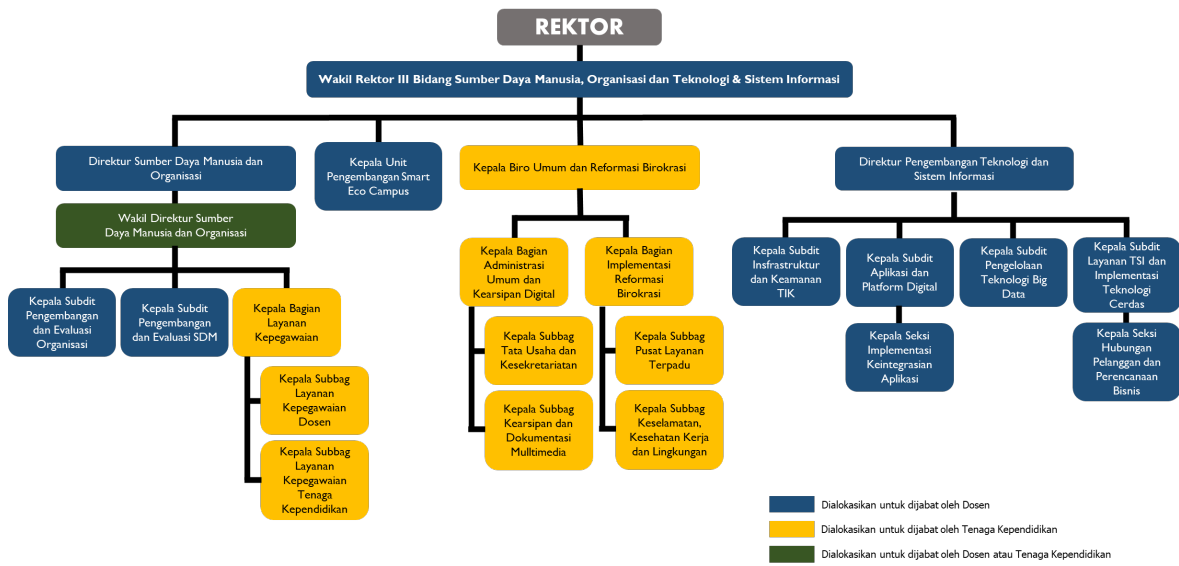 REKTOR
Wakil Rektor III Bidang Sumber Daya Manusia, Organisasi dan Teknologi & Sistem Informasi
Direktur Sumber Daya Manusia dan
Organisasi
Kepala Unit
Pengembangan Smart
Eco Campus
Kepala Biro Umum dan Reformasi Birokrasi
Direktur Pengembangan Teknologi dan
Sistem Informasi
Wakil Direktur Sumber
Daya Manusia dan Organisasi
Kepala Subdit
Pengembangan
dan Evaluasi
Organisasi
Kepala Subdit
Pengembangan
dan Evaluasi SDM
Kepala Bagian
Layanan
Kepegawaian
Kepala Subbag
Layanan
Kepegawaian
Dosen
Kepala Subbag
Layanan
Kepegawaian
Tenaga
Kependidikan
Kepala Bagian
Administrasi
Umum dan
Kearsipan Digital
Kepala Bagian
Implementasi
Reformasi
Birokrasi
Kepala Subbag
Tata Usaha dan
Kesekretariatan
Kepala Subbag
Pusat Layanan
Terpadu
Kepala Subbag
Kearsipan dan
Dokumentasi
Mulltimedia
Kepala Subbag
Keselamatan,
Kesehatan Kerja
dan Lingkungan
Kepala Subdit
Insfrastruktur
dan Keamanan
TIK
Kepala Subdit
Aplikasi dan
Platform Digital
Kepala Subdit
Pengelolaan
Teknologi Big
Data
Kepala Subdit
Layanan TSI dan
Implementasi
Teknologi
Cerdas
Kepala Seksi
Implementasi
Keintegrasian
Aplikasi
Kepala Seksi
Hubungan
Pelanggan dan
Perencanaan
Bisnis
Dialokasikan untuk dijabat oleh Dosen
Dialokasikan untuk dijabat oleh Tenaga Kependidikan
Dialokasikan untuk dijabat oleh Dosen atau Tenaga Kependidikan